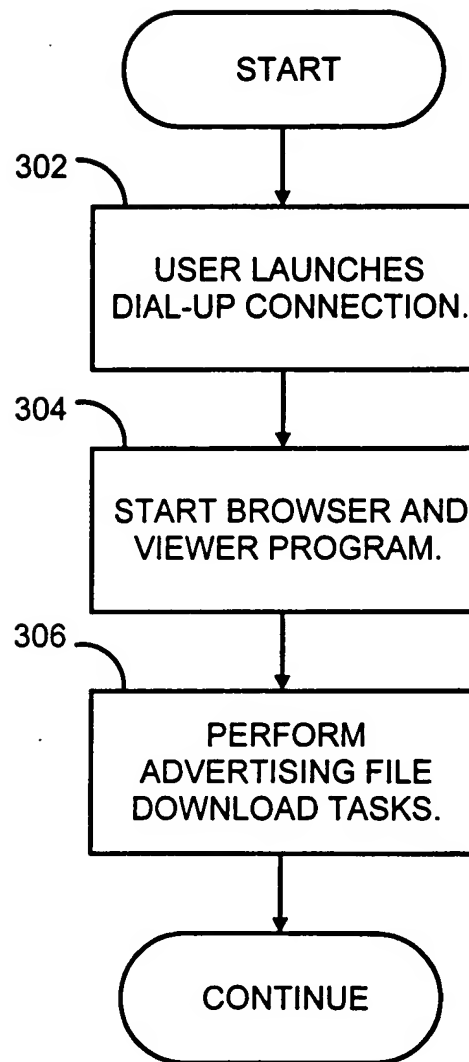 START
302
USER LAUNCHES
DIAL-UP CONNECTION.
304
START BROWSER AND
VIEWER PROGRAM.
306
PERFORM
ADVERTISING FILE
DOWNLOAD TASKS.
CONTINUE